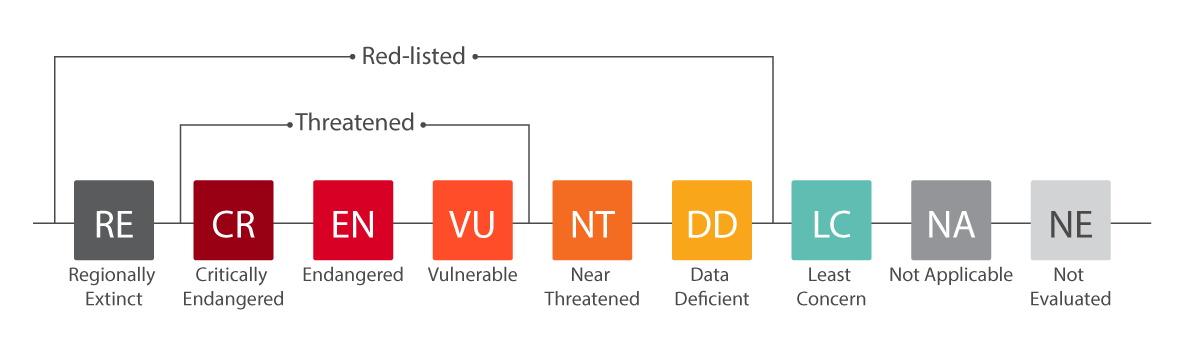 Red-listed
Threatened
RE
CR
EN
VU
NT
DD
LC
NA
NE
Regionally
Extinct
Critically
Endangered
Endangered
Vulnerable
Near
Threatened
Data
Deficient
Least
Concern
Not Applicable
Not
Evaluated